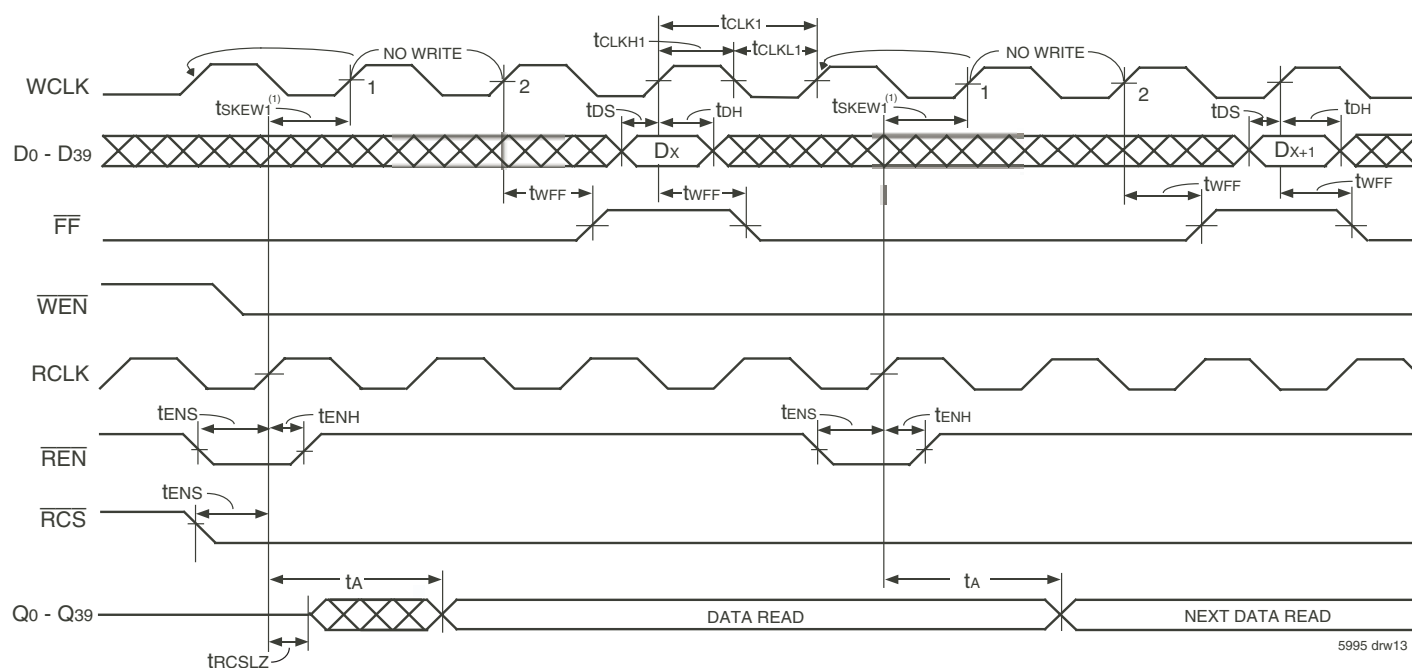 tCLK1
tCLKH1
tCLKL1
NO WRITE
NO WRITE
WCLK
1
2
1
2
tSKEW1(1)
tDS
tDH
tSKEW1(1)
tDS
tDH
D0 - D39
DX
DX+1
tWFF
tWFF
tWFF
tWFF
FF
WEN
RCLK
tENS
tENH
tENS
tENH
REN
tENS
RCS
tA
tA
Q0 - Q39
DATA READ
NEXT DATA READ
tRCSLZ
5995 drw13